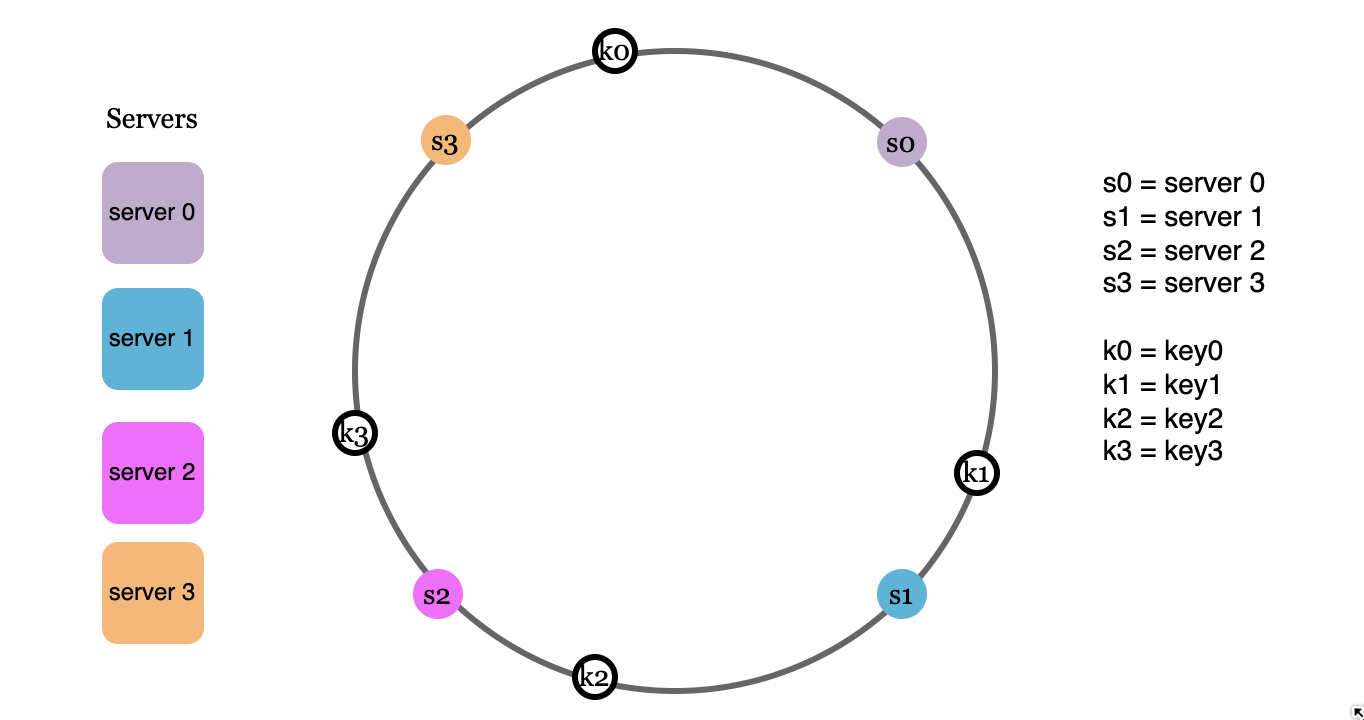 Servers
server 0
server 1
server 2
server 3
k0
s3
s0
k3
k1
s2
s1
k2
s0 = server 0
s1 = server 1
s2 = server 2
s3 = server 3
k0 = key0
k1 = key1
k2 = key2
k3 = key3